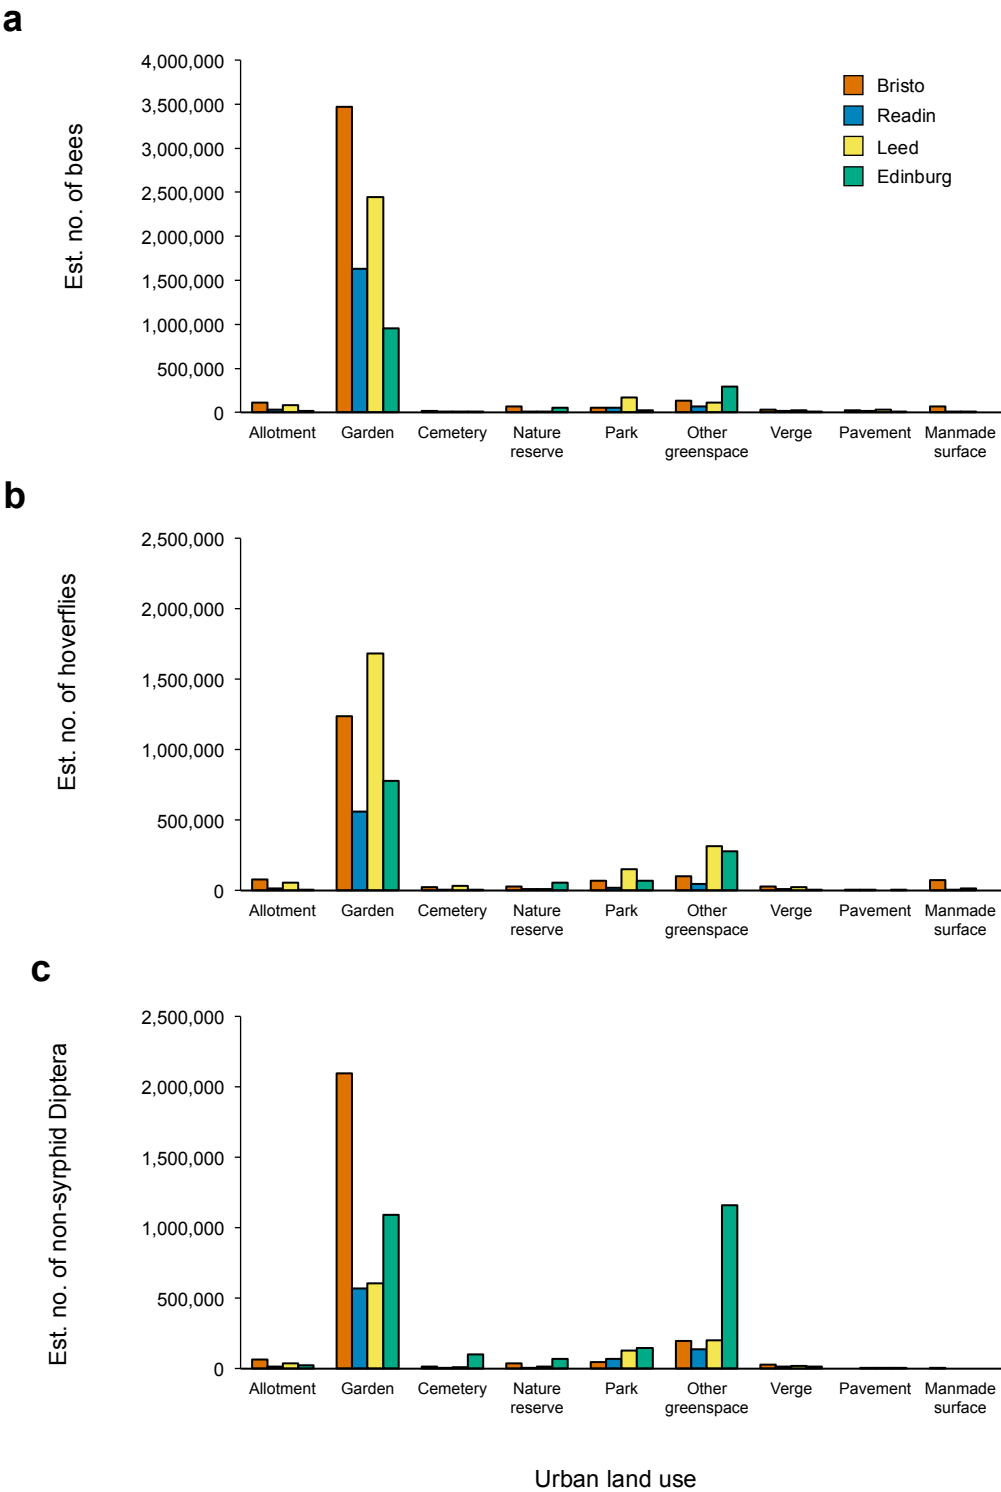 a
4,000,000
3,500,000
3,000,000
2,500,000
2,000,000
1,500,000
1,000,000
500,000
0
Est. no. of bees
Bristo
Readin
Leed
Edinburg
Allotment Garden Cemetery Nature reserve Park Other greenspace Verge Pavement Manmade surface
b
2,500,000
2,000,000
1,500,000
1,000,000
500,000
0
Est. no. of hoverflies
Allotment Garden Cemetery Nature reserve Park Other greenspace Verge Pavement Manmade surface
c
2,500,000
2,000,000
1,500,000
1,000,000
500,000
0
Est. no. of non-syrphid Diptera
Allotment Garden Cemetery Nature reserve Park Other greenspace Verge Pavement Manmade surface
Urban land use